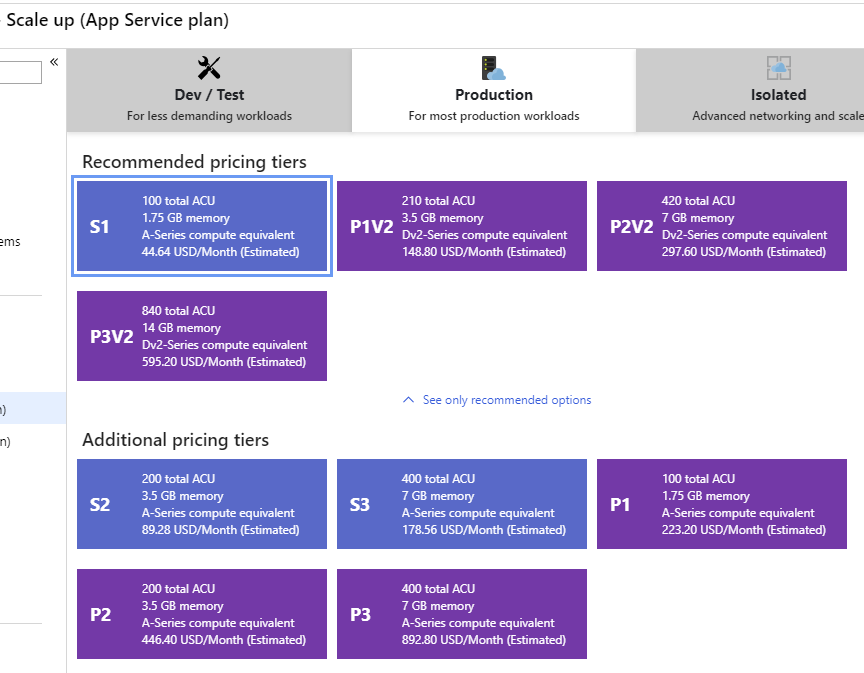 Scale up (App Service plan)
«
Dev / Test
For less demanding workloads
Production
For most production workloads
Isolated
Advanced networking and scale
ems
n)
n)
Recommended pricing tiers
S1
100 total ACU
1.75 GB memory
A-Series compute equivalent
44.64 USD/Month (Estimated)
P1V2
210 total ACU
3.5 GB memory
Dv2-Series compute equivalent
148.80 USD/Month (Estimated)
P2V2
420 total ACU
7 GB memory
Dv2-Series compute equivalent
297.60 USD/Month (Estimated)
P3V2
840 total ACU
14 GB memory
Dv2-Series compute equivalent
595.20 USD/Month (Estimated)
See only recommended options
Additional pricing tiers
S2
200 total ACU
3.5 GB memory
A-Series compute equivalent
89.28 USD/Month (Estimated)
S3
400 total ACU
7 GB memory
A-Series compute equivalent
178.56 USD/Month (Estimated)
P1
100 total ACU
1.75 GB memory
A-Series compute equivalent
223.20 USD/Month (Estimated)
P2
200 total ACU
3.5 GB memory
A-Series compute equivalent
446.40 USD/Month (Estimated)
P3
400 total ACU
7 GB memory
A-Series compute equivalent
892.80 USD/Month (Estimated)